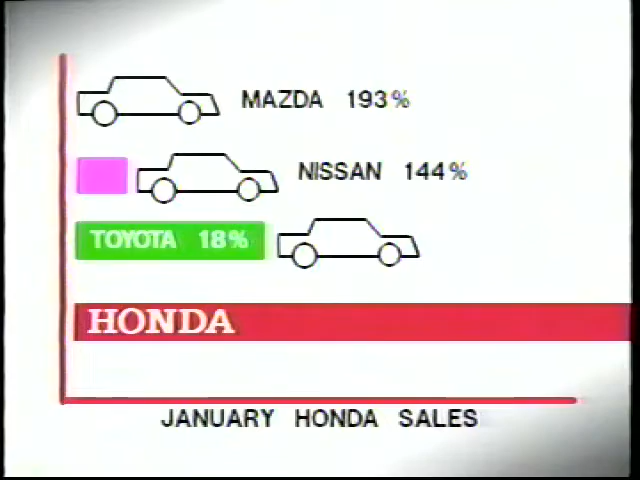 MAZDA 193%
NISSAN 144%
TOYOTA 18%
HONDA
JANUARY HONDA SALES